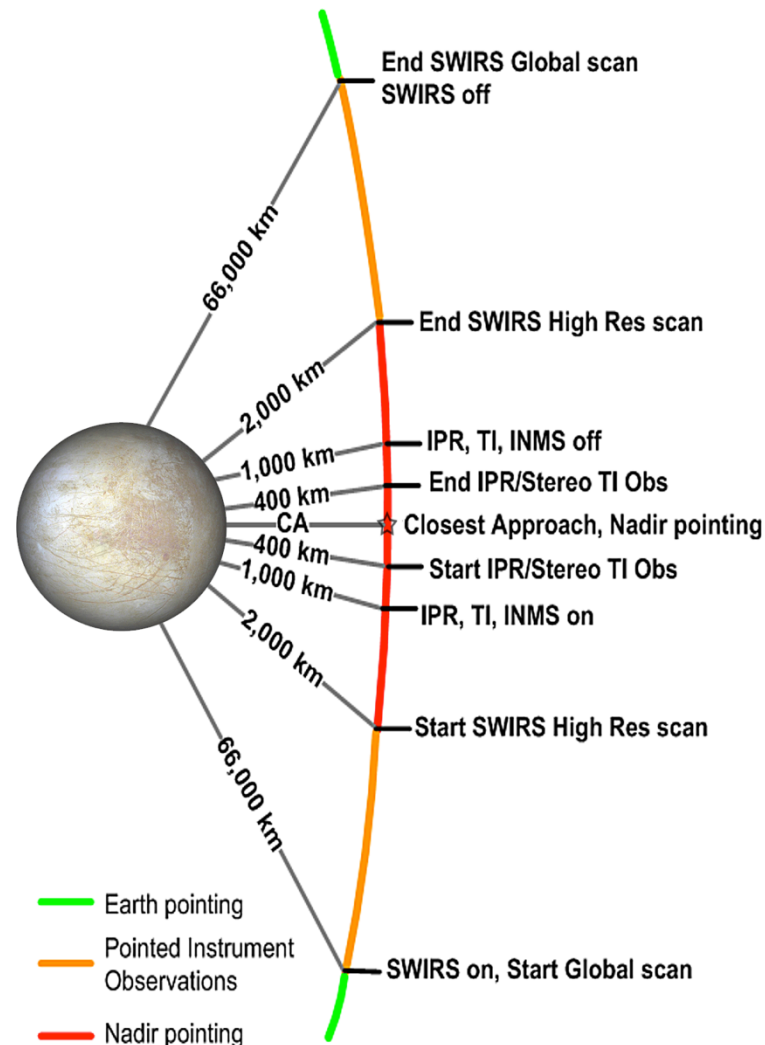 End SWIRS Global scan
SWIRS off
66,000 km
End SWIRS High Res scan
2,000 km
IPR, TI, INMS off
1,000 km
End IPR/Stereo TI Obs
400 km
CA
Closest Approach, Nadir pointing
400 km
Start IPR/Stereo TI Obs
1,000 km
IPR, TI, INMS on
2,000 km
Start SWIRS High Res scan
66,000 km
Earth pointing
Pointed Instrument
Observations
SWIRS on, Start Global scan
Nadir pointing